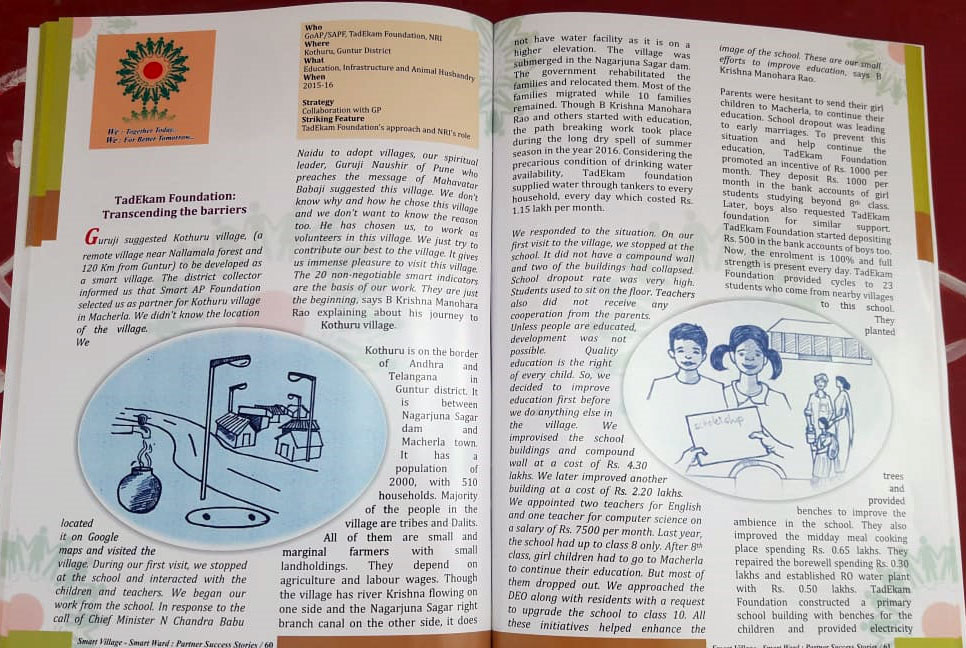 We - Together Today...
We : For Better Tomorrow...
Who
GoAP/SAPF, TadEkam Foundation, NRI
Where
Kothuru, Guntur District
What
Education, Infrastructure and Animal Husbandry
When
2015-16
Strategy
Collaboration with GP
Striking Feature
TadEkam Foundation's approach and NRI's role
TadEkam Foundation:
Transcending the barriers
Guruji suggested Kothuru village, (a
remote village near Nallamala forest and
120 Km from Guntur) to be developed as
a smart village. The district collector
informed us that Smart AP Foundation
selected us as partner for Kothuru village
in Macherla. We didn't know the location
of the village.
We
located
it on Google
maps and visited the
village. During our first visit, we stopped
at the school and interacted with the
children and teachers. We began our
work from the school. In response to the
call of Chief Minister N Chandra Babu
Naidu to adopt villages, our spiritual
leader, Guruji Naushir of Pune who
preaches the message of Mahavatar
Babaji suggested this village. We don't
know why and how he chose this village
and we don't want to know the reason
too. He has chosen us, to work as
volunteers in this village. We just try to
contribute our best to the village. It gives
us immense pleasure to visit this village.
The 20 non-negotiable smart indicators
are the basis of our work. They are just
the beginning, says B Krishna Manohara
Rao explaining about his journey to
Kothuru village.
Kothuru is on the border
of Andhra and
Telangana in
Guntur district. It
is between
Nagarjuna Sagar
dam and
Macherla town.
It has a
population of
2000, with 510
households. Majority
of the people in the
village are tribes and Dalits.
All of them are small and
marginal farmers with small
landholdings. They depend on
agriculture and labour wages. Though
the village has river Krishna flowing on
one side and the Nagarjuna Sagar right
branch canal on the other side, it does
Smart Village - Smart Ward : Partner Success Stories / 60
not have water facility as it is on a
higher elevation. The village was
submerged in the Nagarjuna Sagar dam.
The government rehabilitated the
families and relocated them. Most of the
families migrated while 10 families
remained. Though B Krishna Manohara
Rao and others started with education,
the path breaking work took place
during the long dry spell of summer
season in the year 2016. Considering the
precarious condition of drinking water
availability, TadEkam foundation
supplied water through tankers to every
household, every day which costed Rs.
1.15 lakh per month.
We responded to the situation. On our
first visit to the village, we stopped at the
school. It did not have a compound wall
and two of the buildings had collapsed.
School dropout rate was very high.
Students used to sit on the floor. Teachers
also did not receive any
cooperation from the parents.
Unless people are educated,
development was not
possible. Quality
education is the right
of every child. So, we
decided to improve
education first before
we do anything else in
the village. We
improvised the school
buildings and compound
wall at a cost of Rs. 4.30
lakhs. We later improved another
building at a cost of Rs. 2.20 lakhs.
We appointed two teachers for English
and one teacher for computer science on
a salary of Rs. 7500 per month. Last year,
the school had up to class 8 only. After 8th
class, girl children had to go to Macherla
to continue their education. But most of
them dropped out. We approached the
DEO along with residents with a request
to upgrade the school to class 10. All
these initiatives helped enhance the
image of the school. These are our small
efforts to improve education, says B
Krishna Manohara Rao.
Parents were hesitant to send their girl
children to Macherla, to continue their
education. School dropout was leading
to early marriages. To prevent this
situation and help continue the
education, TadEkam Foundation
promoted an incentive of Rs. 1000 per
month. They deposit Rs. 1000 per
month in the bank accounts of girl
students studying beyond 8th class.
Later, boys also requested TadEkam
foundation for similar support.
TadEkam Foundation started depositing
Rs. 500 in the bank accounts of boys too.
Now, the enrolment is 100% and full
strength is present every day. TadEkam
Foundation provided cycles to 23
students who come from nearby villages
to this school.
They
planted
scholarship
trees
and
provided
benches to improve the
ambience in the school. They also
improved the midday meal cooking
place spending Rs. 0.65 lakhs. They
repaired the borewell spending Rs. 0.30
lakhs and established RO water plant
with Rs. 0.50 lakhs. TadEkam
Foundation constructed a primary
school building with benches for the
children and provided electricity
Smart Village - Smart Ward : Partner Success Stories / 61